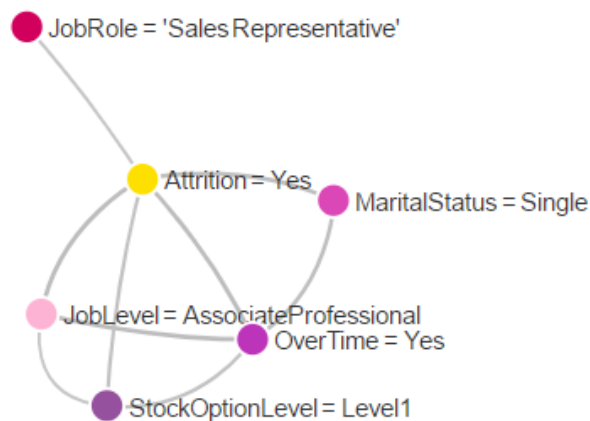 JobRole = 'Sales Representative'
Attrition = Yes
MaritalStatus = Single
JobLevel = AssociateProfessional
OverTime = Yes
StockOptionLevel = Level1